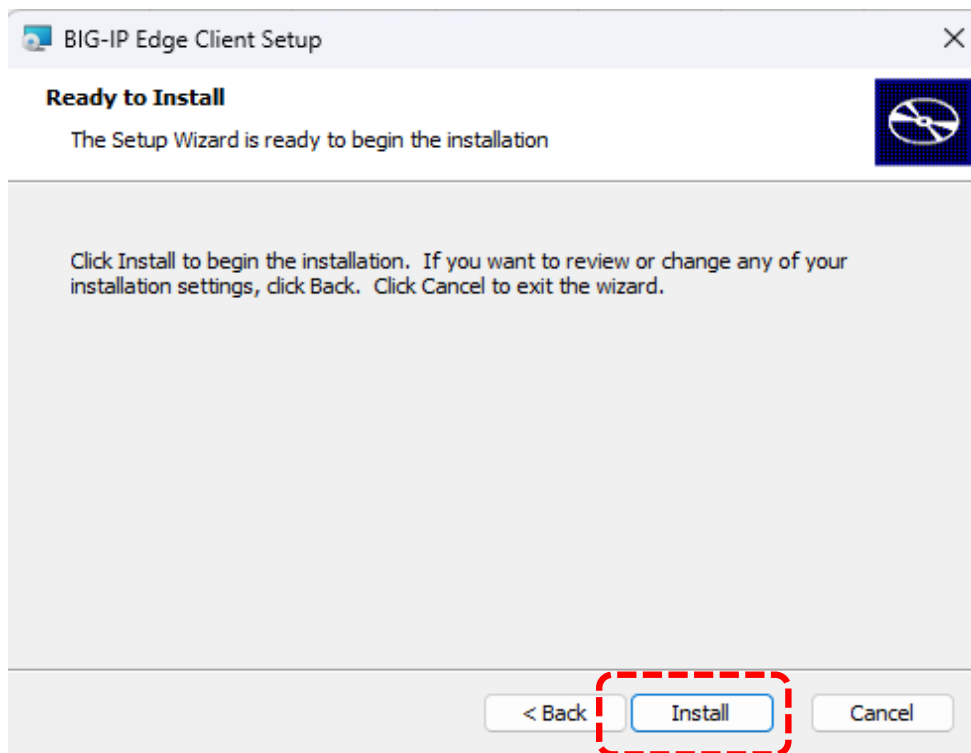 BIG-IP Edge Client Setup
Ready to Install
The Setup Wizard is ready to begin the installation
Click Install to begin the installation. If you want to review or change any of your
installation settings, click Back. Click Cancel to exit the wizard.
< Back Install Cancel